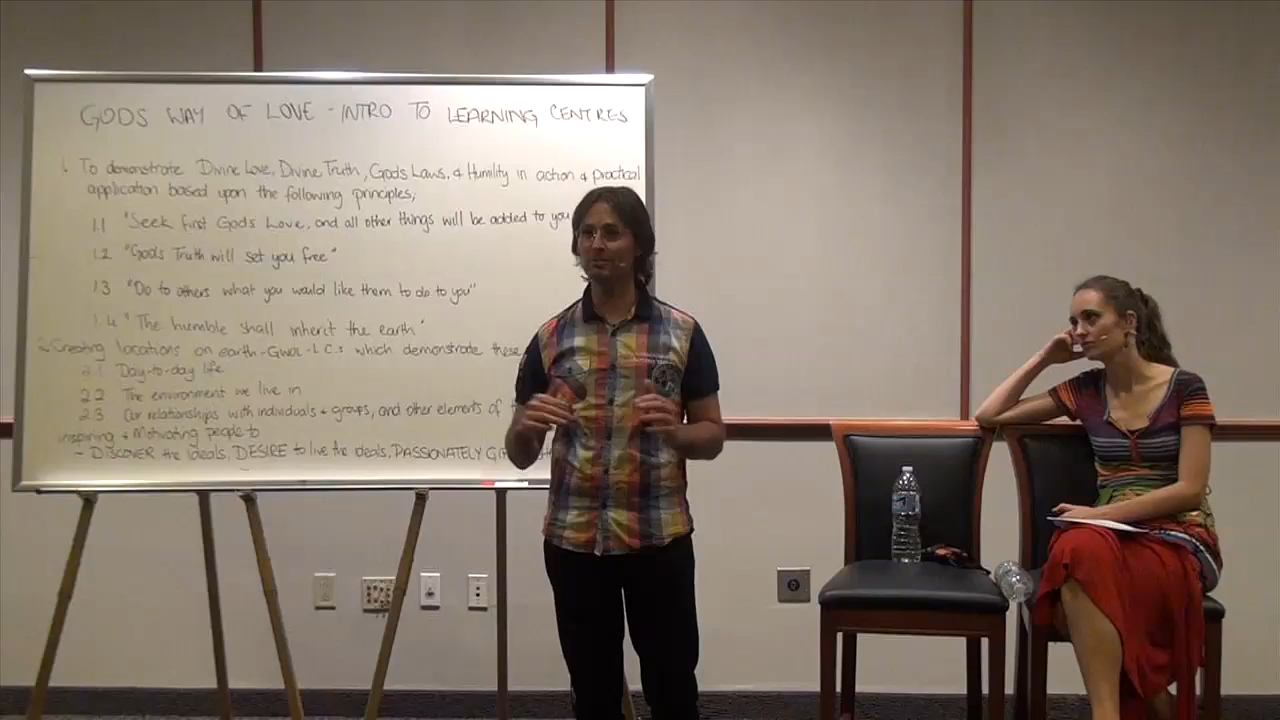 GODS WAY OF LOVE - INTRO TO LEARNING CENTRES
1. To demonstrate Divine Love, Divine Truth, Gods Laws, & Humility in action & practical
application based upon the following principles;
1.1 "Seek first Gods Love, and all other things will be added to you
1.2 "Gods Truth will set you free"
1.3 "Do to others what you would like them to do to you"
1.4 "The humble shall inherit the earth"
2. Creating locations on earth - GWOL - L.C.s which demonstrate these
2.1 Day-to-day life
2.2 The environment we live in
2.3 Our relationships with individuals + groups, and other elements of
inspiring + Motivating people to
- DISCOVER the ideals, DESIRE to live the ideals, PASSIONATELY